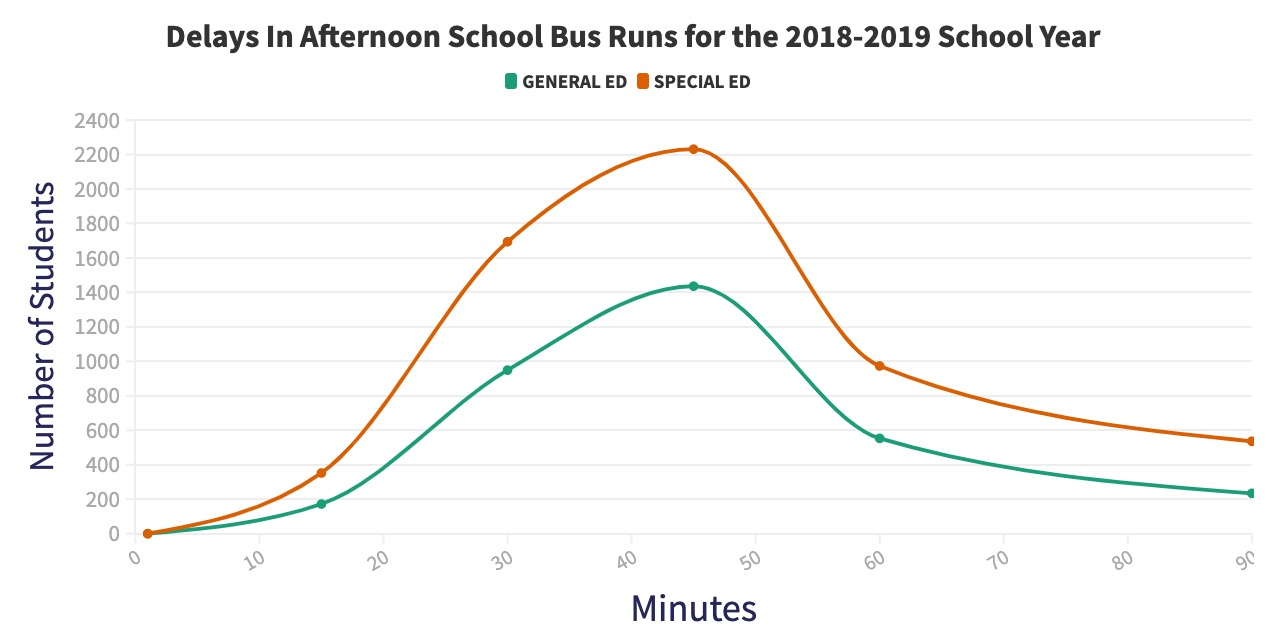 Delays In Afternoon School Bus Runs for the 2018-2019 School Year
GENERAL ED SPECIAL ED
2400
2200
2000
1800
1600
1400
1200
1000
800
600
400
200
0
Number of Students
0 10 20 30 40 50 60 70 80 90
Minutes